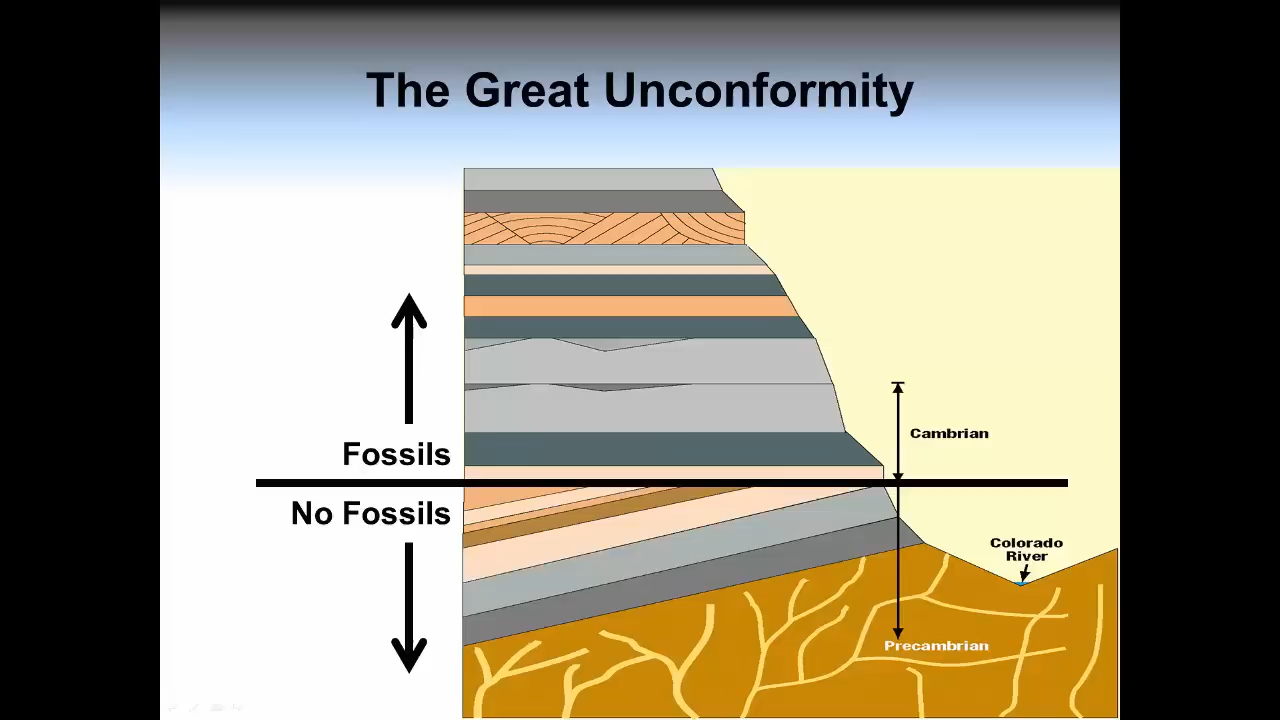 The Great Unconformity
Fossils
No Fossils
Cambrian
Colorado
River
Precambrian